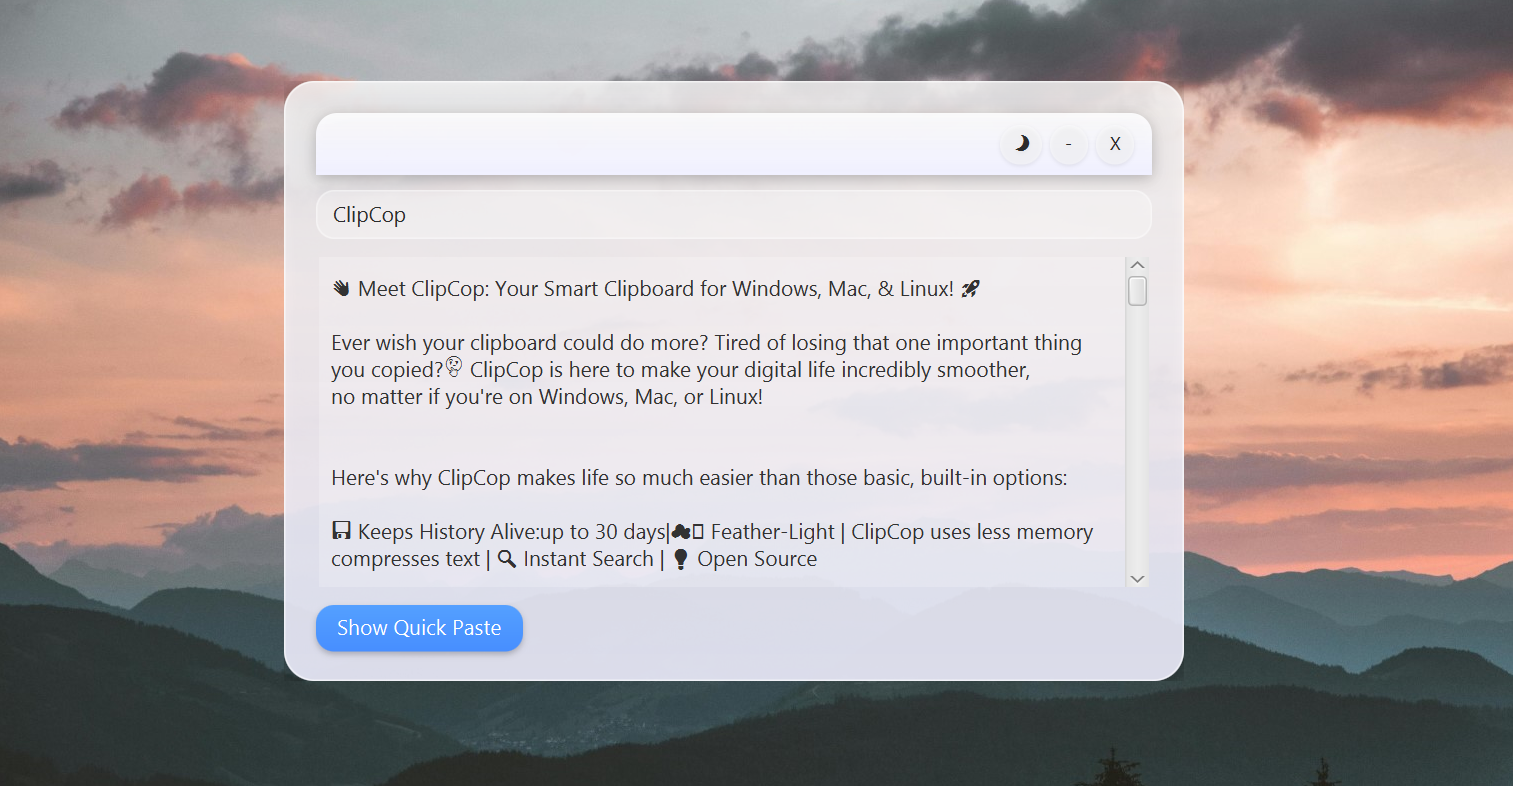 - X
ClipCop
👋 Meet ClipCop: Your Smart Clipboard for Windows, Mac, & Linux! 🚀
Ever wish your clipboard could do more? Tired of losing that one important thing
you copied?🤔 ClipCop is here to make your digital life incredibly smoother,
no matter if you're on Windows, Mac, or Linux!
Here's why ClipCop makes life so much easier than those basic, built-in options:
💾 Keeps History Alive:up to 30 days|☁▯ Feather-Light | ClipCop uses less memory
compresses text | 🔍 Instant Search | 💡 Open Source
Show Quick Paste